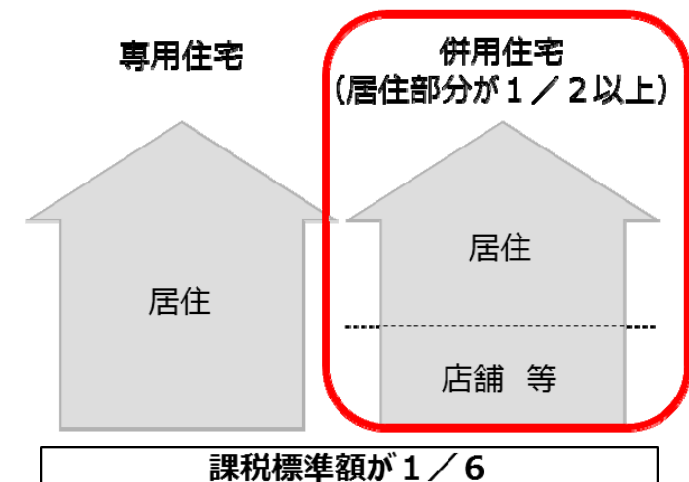 専用住宅
併用住宅
（居住部分が１／２以上）
居住
居住
店舗 等
課税標準額が１／６